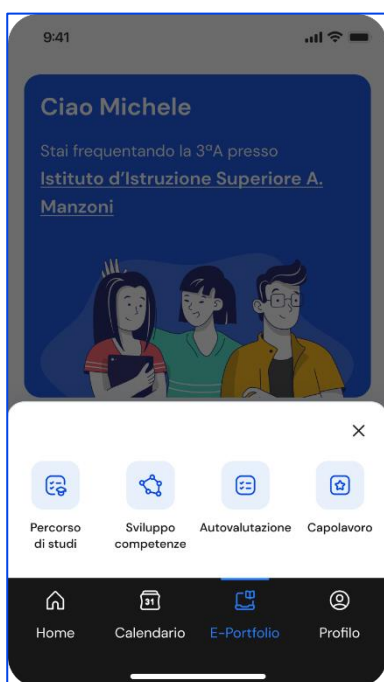 9:41
Ciao Michele
Stai frequentando la 3ªA presso
Istituto d'Istruzione Superiore A.
Manzoni
Percorso
di studi
Sviluppo
competenze
Autovalutazione
Capolavoro
31
Home
Calendario
E-Portfolio
Profilo